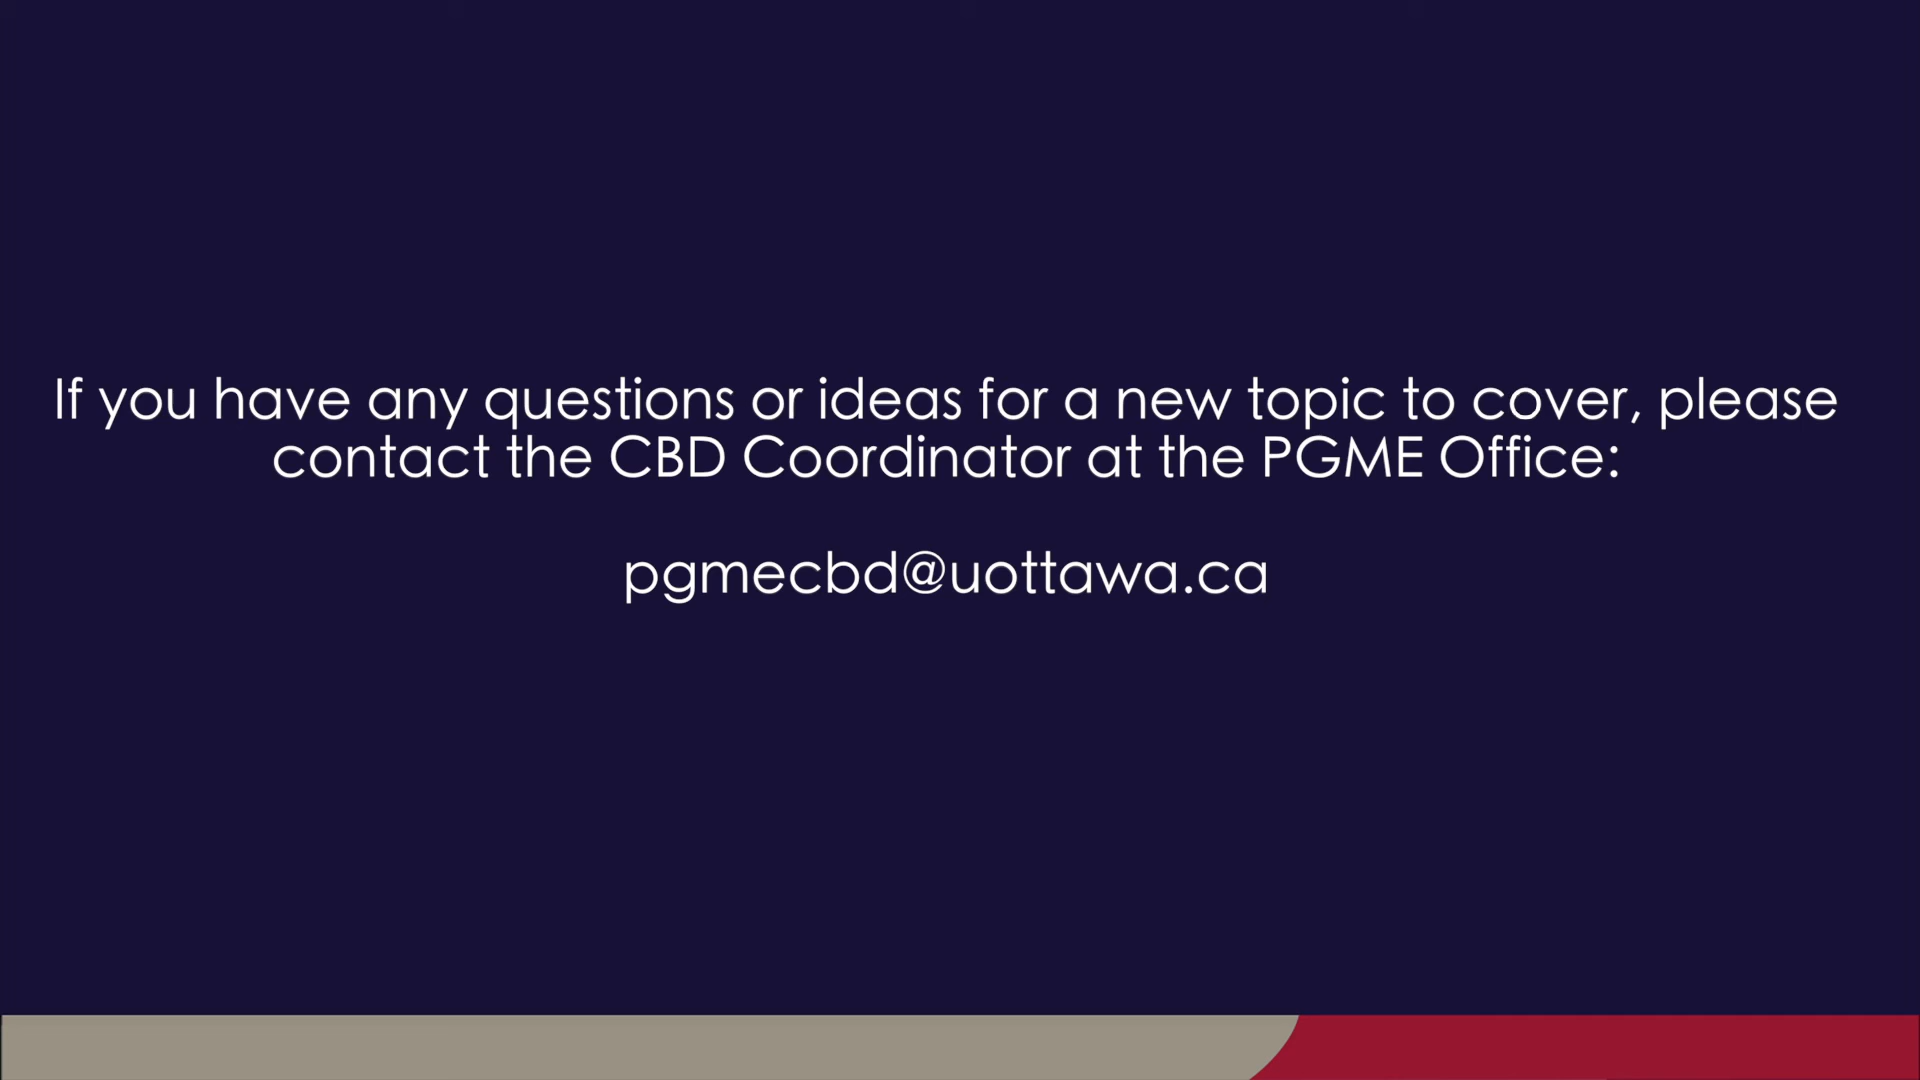 If you have any questions or ideas for a new topic to cover, please
contact the CBD Coordinator at the PGME Office:
pgmecbd@uottawa.ca